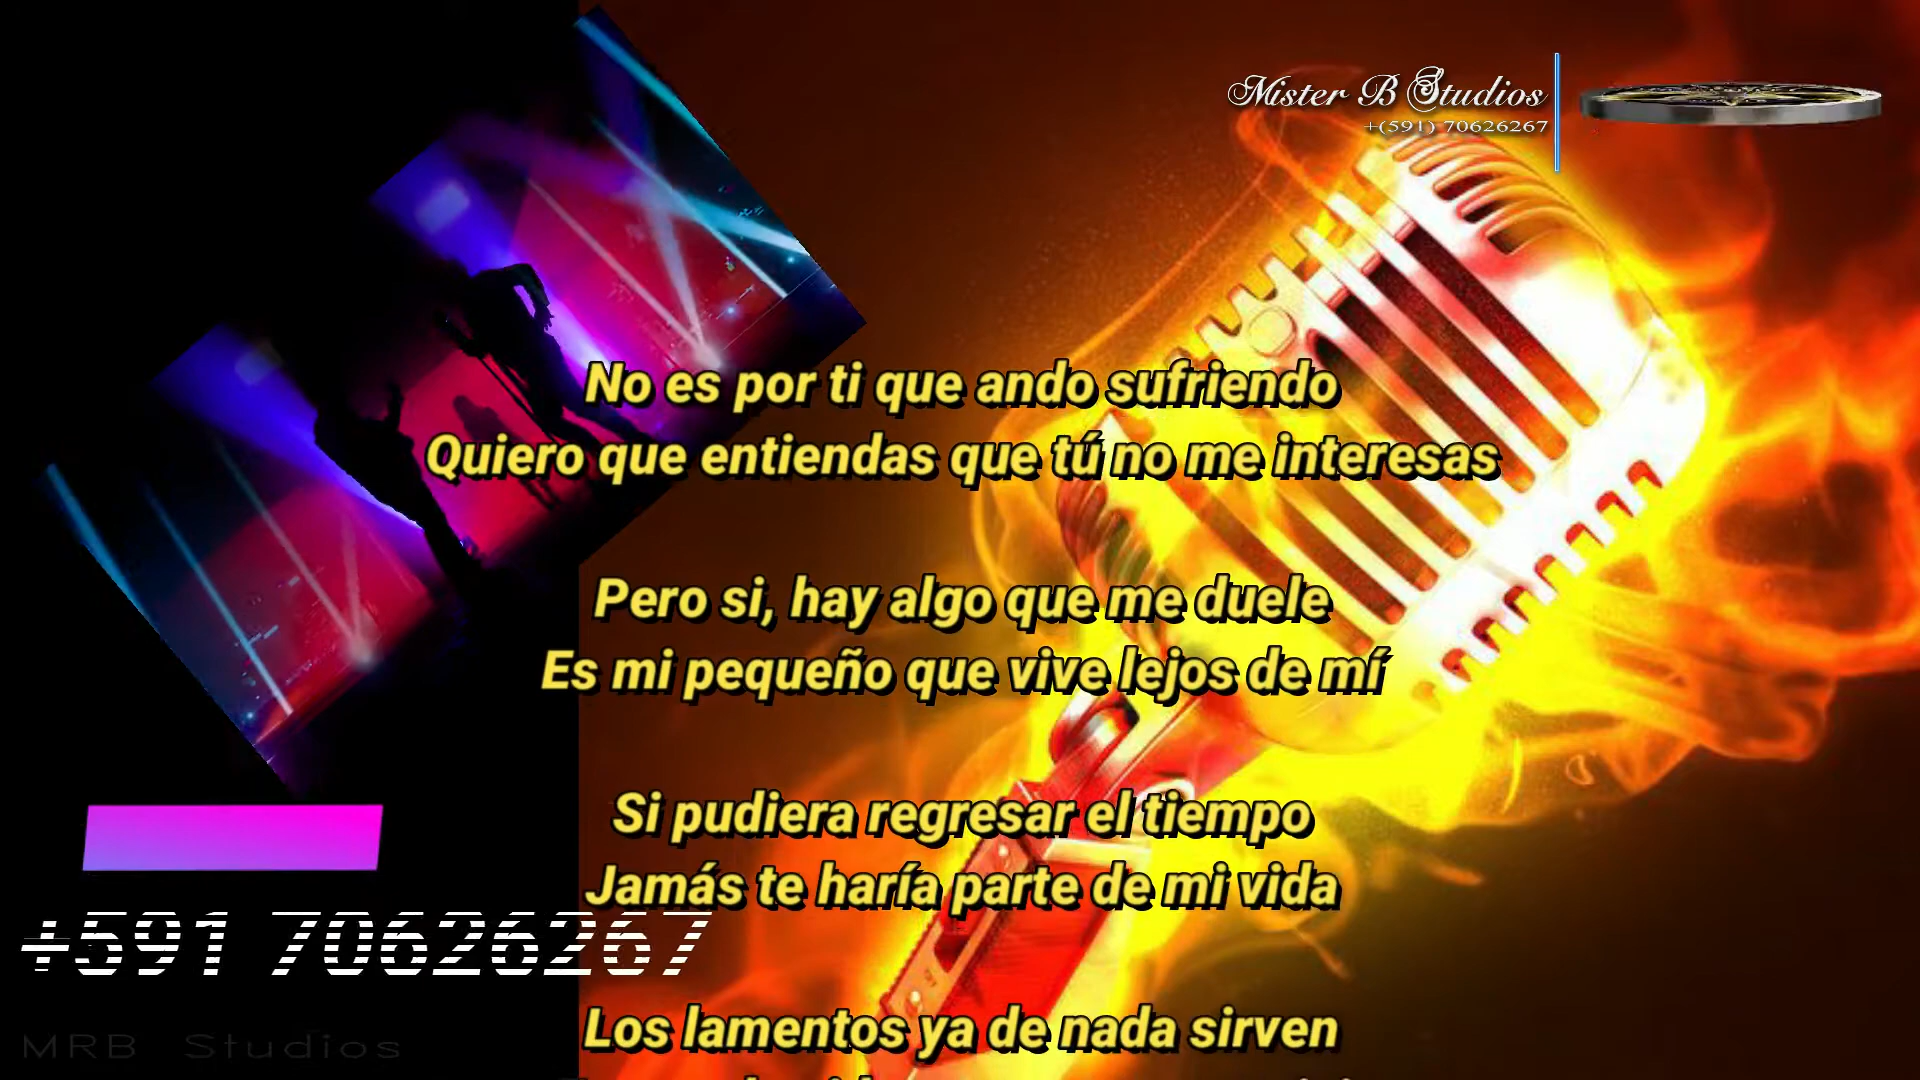 Mister B Studios
+(591) 70626267
No es por ti que ando sufriendo
Quiero que entiendas que tú no me interesas
Pero si, hay algo que me duele
Es mi pequeño que vive lejos de mí
Si pudiera regresar el tiempo
Jamás te haría parte de mi vida
+591 70626267
Los lamentos ya de nada sirven
MRB Studios